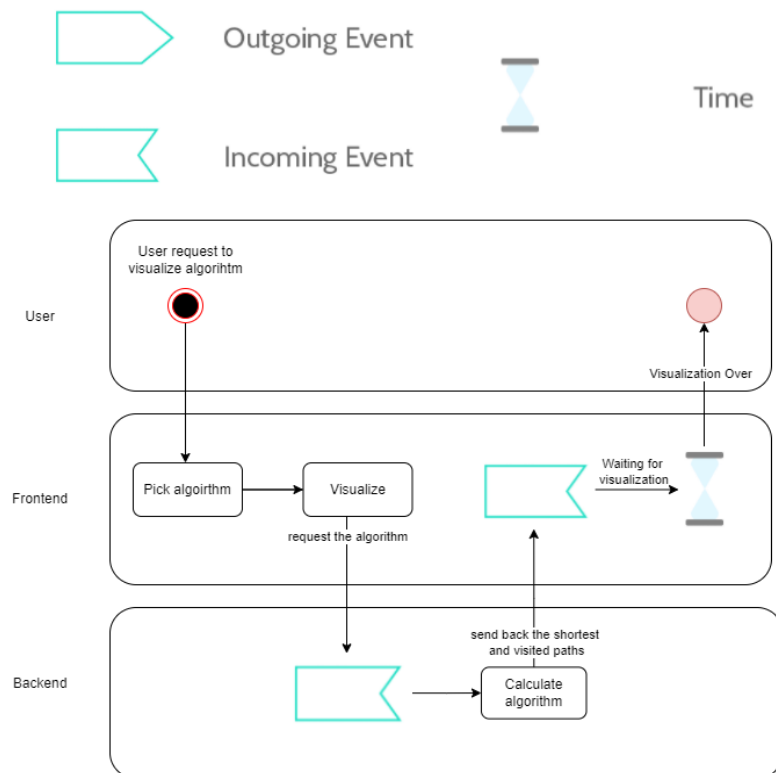 Outgoing Event
Time
Incoming Event
User request to
visualize algorihtm
User
Visualization Over
Frontend
Pick algoirthm
Visualize
Waiting for
visualization
request the algorithm
send back the shortest
and visited paths
Backend
Calculate
algorithm